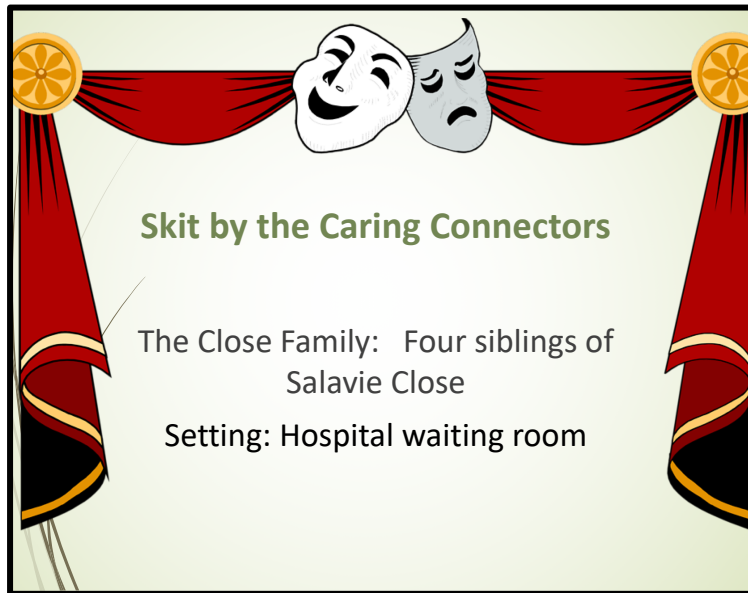 Skit by the Caring Connectors
The Close Family:   Four siblings of
Salavie Close
Setting: Hospital waiting room